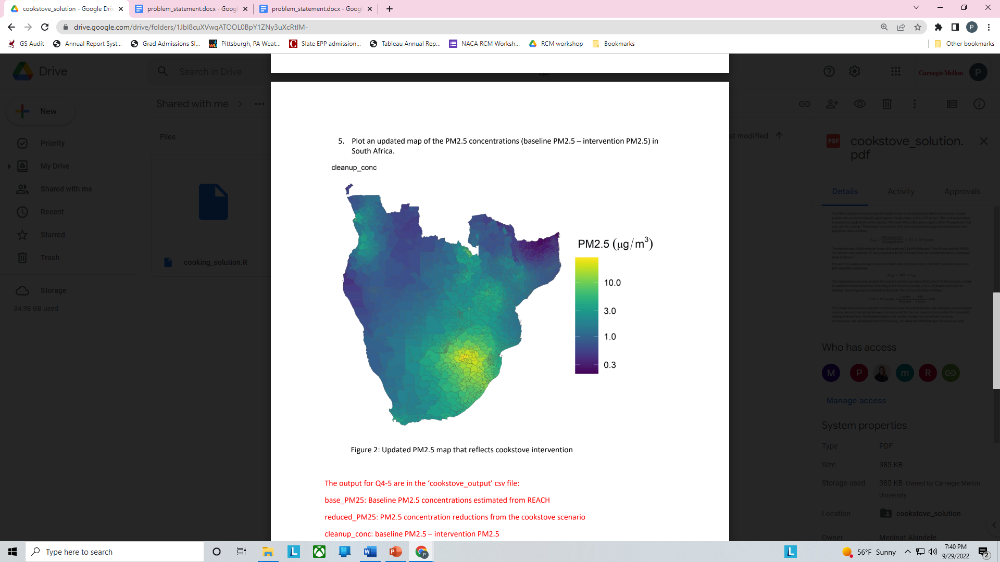 cookstove_solution - Google Dri
problem_statement.docx - Goog
problem_statement.docx - Goog
drive.google.com/drive/folders/1Jbl8cuXVwqATOOL0BpY1ZNy3uXcRtlM-
P
GS Audit
Annual Report Syst...
Grad Admissions Sl...
Pittsburgh, PA Weat...
Slate EPP admission...
Tableau Annual Rep...
NACA RCM Worksh...
RCM workshop
Bookmarks
Other bookmarks
Drive
Search in Drive
Carnegie Mellon
P
New
Shared with me
Priority
My Drive
Shared with me
Recent
Starred
Trash
Storage
34.98 GB used
Files
cooking_solution.R
st modified
5. Plot an updated map of the PM2.5 concentrations (baseline PM2.5 – intervention PM2.5) in
South Africa.
cleanup_conc
PM2.5 (μg/m³)
10.0
3.0
1.0
0.3
Figure 2: Updated PM2.5 map that reflects cookstove intervention
The output for Q4-5 are in the ‘cookstove_output’ csv file:
base_PM25: Baseline PM2.5 concentrations estimated from REACH
reduced_PM25: PM2.5 concentration reductions from the cookstove scenario
cleanup_conc: baseline PM2.5 – intervention PM2.5
PDF
cookstove_solution.
pdf
Details
Activity
Approvals
Who has access
M
P
m
R
Manage access
System properties
Type
PDF
Size
385 KB
Storage used
385 KB Owned by Carnegie Mellon
University
Location
cookstove_solution
Owner
Medinat Akindele
Type here to search
56°F Sunny
7:40 PM
9/29/2022
2